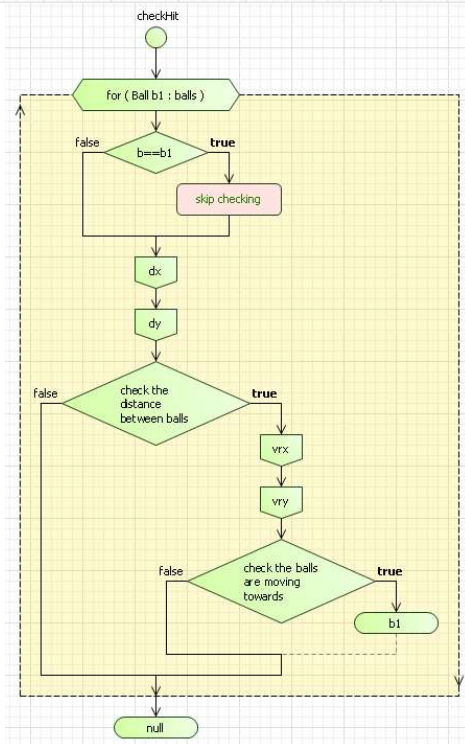 checkHit
for ( Ball b1 : balls )
false
true
b==b1
skip checking
dx
dy
false
true
check the
distance
between balls
vrx
vry
false
true
check the balls
are moving
towards
b1
null